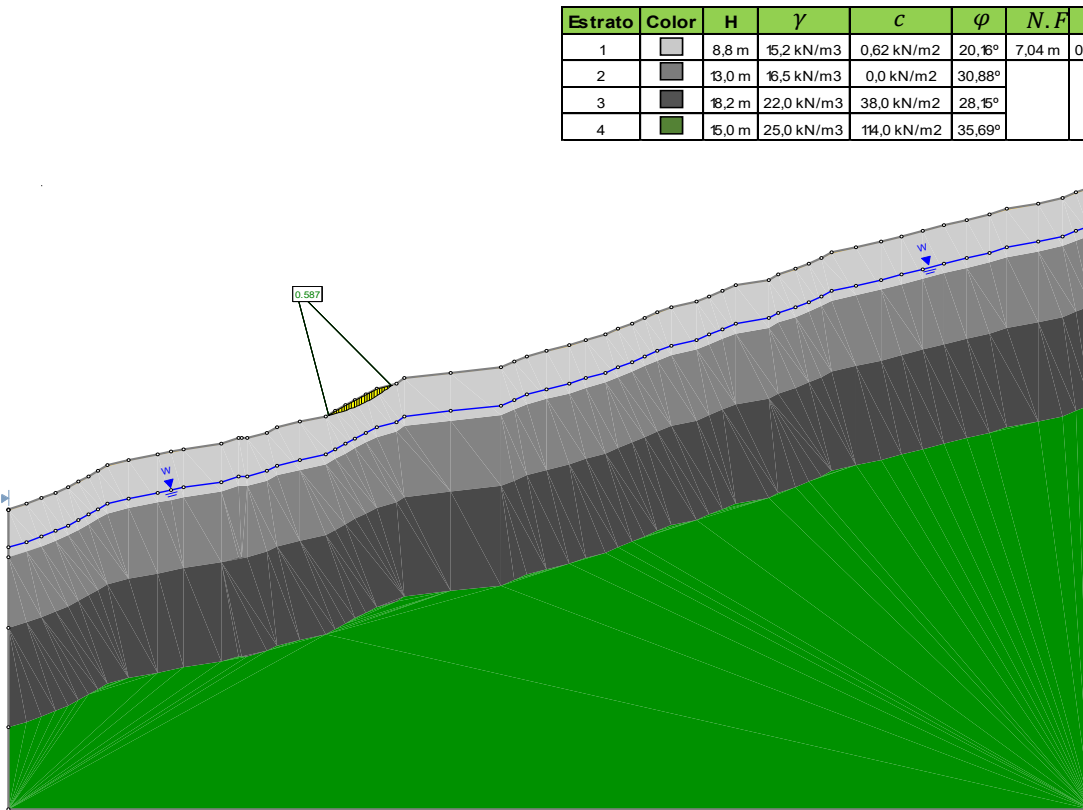 Estrato Color H γ c φ N.F
1 8,8 m 15,2 kN/m3 0,62 kN/m2 20,16º 7,04 m 0
2 13,0 m 16,5 kN/m3 0,0 kN/m2 30,88º
3 18,2 m 22,0 kN/m3 38,0 kN/m2 28,15º
4 15,0 m 25,0 kN/m3 114,0 kN/m2 35,69º
W
0.587
W